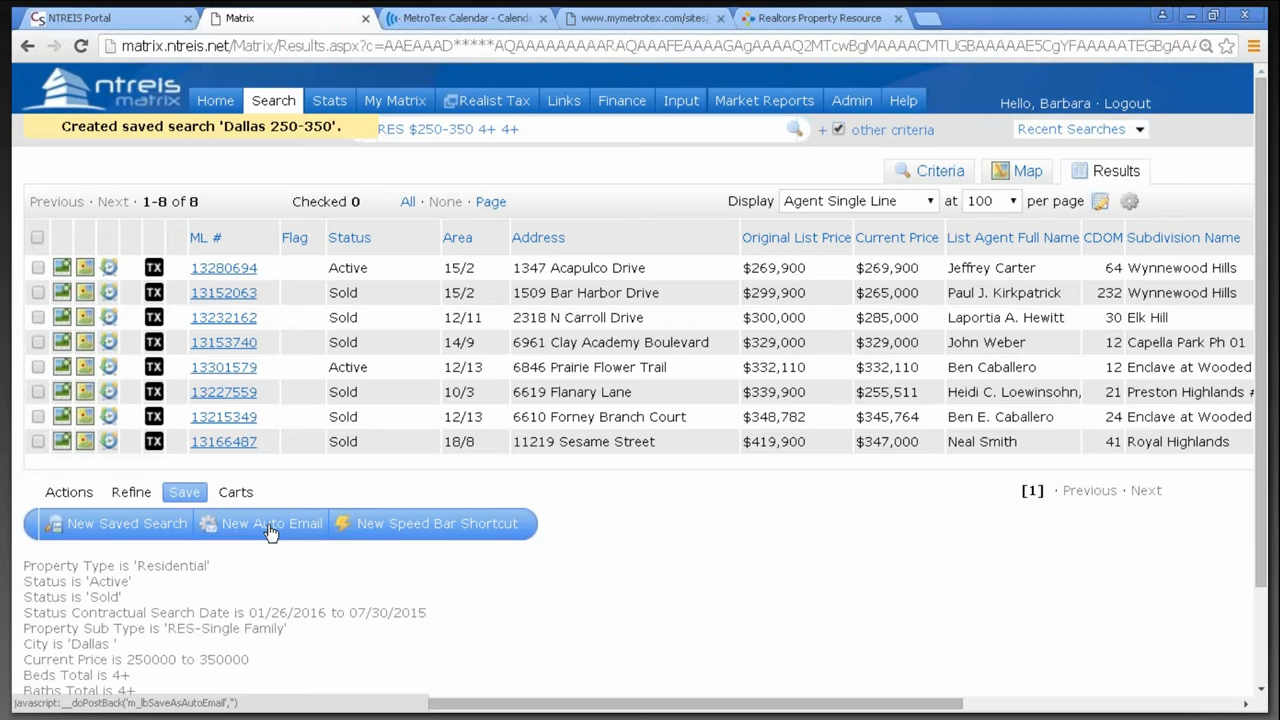 NTREIS Portal
Matrix
MetroTex Calendar - Calenda
www.mymetrotex.com/sites/
Realtors Property Resource
matrix.ntreis.net/Matrix/Results.aspx?c=AAEAAAD*****AQAAAAAAAAARAQAAAFEAAAAGAgAAAAQ2MTcwBgMAAAACMTUGBAAAAAE5CgYFAAAAATEGBgAAA
ntreis
matrix
Home Search Stats My Matrix Realist Tax Links Finance Input Market Reports Admin Help
Hello, Barbara · Logout
Created saved search 'Dallas 250-350'.
RES $250-350 4+ 4+
+ other criteria
Recent Searches
Criteria Map Results
Previous · Next · 1-8 of 8 Checked 0 All · None · Page Display Agent Single Line at 100 per page
ML # Flag Status Area Address Original List Price Current Price List Agent Full Name CDOM Subdivision Name
TX 13280694 Active 15/2 1347 Acapulco Drive $269,900 $269,900 Jeffrey Carter 64 Wynnewood Hills
TX 13152063 Sold 15/2 1509 Bar Harbor Drive $299,900 $265,000 Paul J. Kirkpatrick 232 Wynnewood Hills
TX 13232162 Sold 12/11 2318 N Carroll Drive $300,000 $285,000 Laportia A. Hewitt 30 Elk Hill
TX 13153740 Sold 14/9 6961 Clay Academy Boulevard $329,000 $329,000 John Weber 12 Capella Park Ph 01
TX 13301579 Active 12/13 6846 Prairie Flower Trail $332,110 $332,110 Ben Caballero 12 Enclave at Wooded
TX 13227559 Sold 10/3 6619 Flanary Lane $339,900 $255,511 Heidi C. Loewinsohn, 21 Preston Highlands #
TX 13215349 Sold 12/13 6610 Forney Branch Court $348,782 $345,764 Ben E. Caballero 24 Enclave at Wooded
TX 13166487 Sold 18/8 11219 Sesame Street $419,900 $347,000 Neal Smith 41 Royal Highlands
Actions Refine Save Carts
[1] · Previous · Next
New Saved Search New Auto Email New Speed Bar Shortcut
Property Type is 'Residential'
Status is 'Active'
Status is 'Sold'
Status Contractual Search Date is 01/26/2016 to 07/30/2015
Property Sub Type is 'RES-Single Family'
City is 'Dallas '
Current Price is 250000 to 350000
Beds Total is 4+
Baths Total is 4+
javascript:__doPostBack('m_lbSaveAsAutoEmail','')